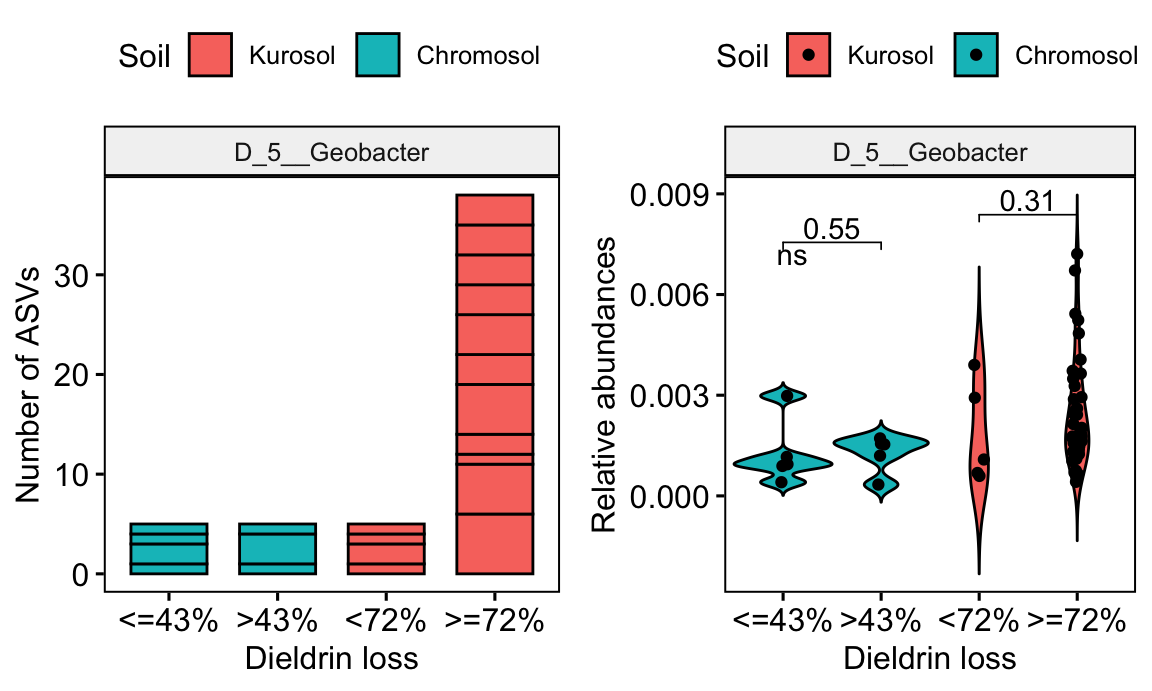 Soil Kurosol Chromosol
D_5__Geobacter
Number of ASVs
30
20
10
0
<=43% >43% <72% >=72%
Dieldrin loss
Soil Kurosol Chromosol
D_5__Geobacter
Relative abundances
0.009
0.006
0.003
0.000
0.31
0.55
ns
<=43% >43% <72% >=72%
Dieldrin loss